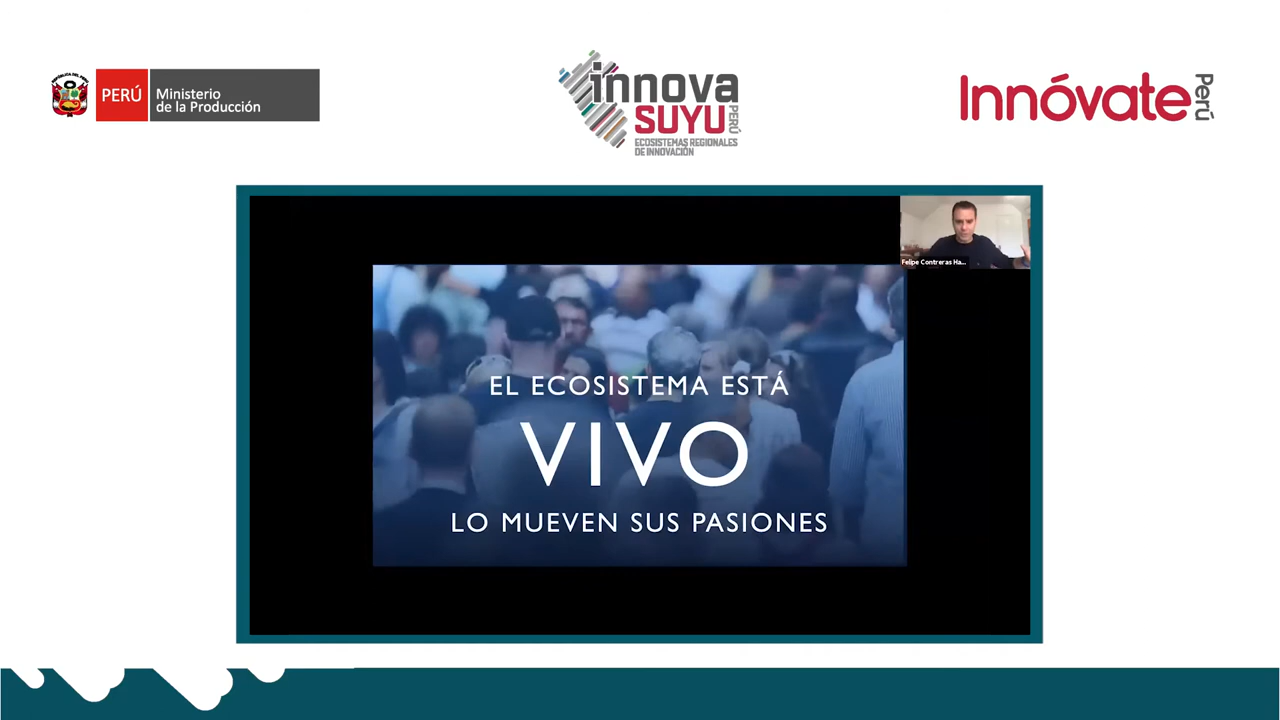 PERÚ
Ministerio
de la Producción
innova
SUYU
PERÚ
ECOSISTEMAS REGIONALES
DE INNOVACIÓN
Innóvate
Perú
Felipe Contreras Ha...
EL ECOSISTEMA ESTÁ
VIVO
LO MUEVEN SUS PASIONES